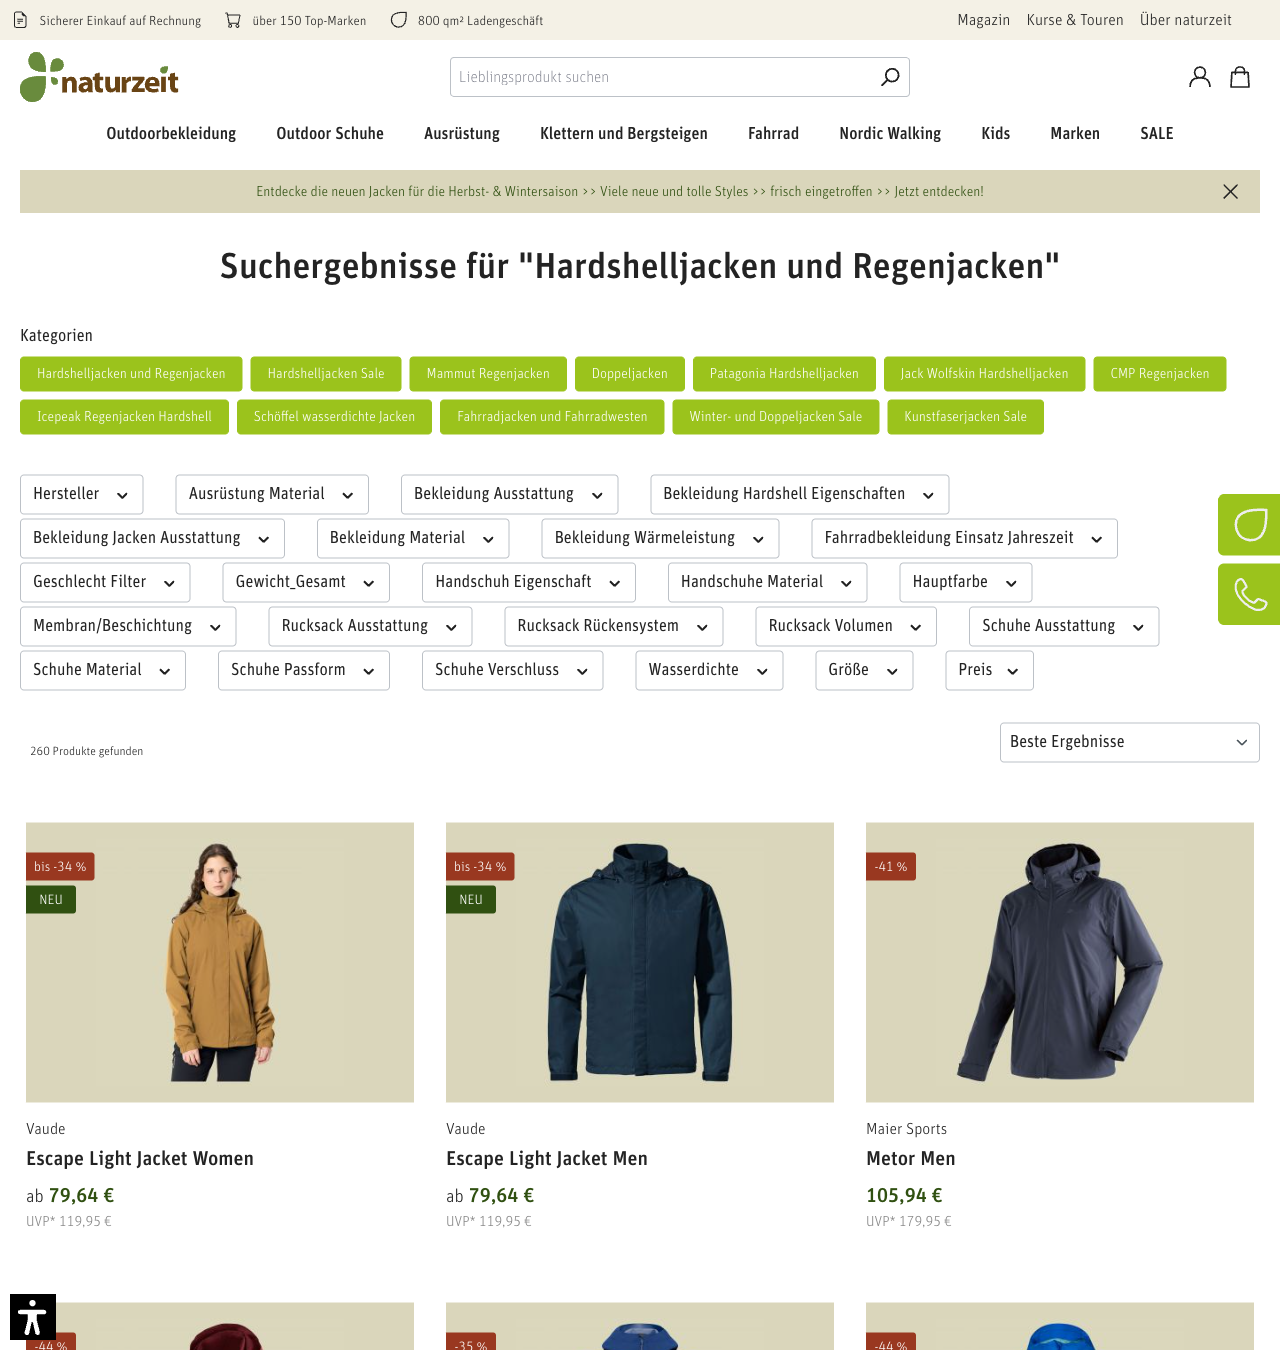 Sicherer Einkauf auf Rechnung über 150 Top-Marken 800 qm² Ladengeschäft Magazin Kurse & Touren Über naturzeit
naturzeit Lieblingsprodukt suchen
Outdoorbekleidung Outdoor Schuhe Ausrüstung Klettern und Bergsteigen Fahrrad Nordic Walking Kids Marken SALE
Entdecke die neuen Jacken für die Herbst- & Wintersaison >> Viele neue und tolle Styles >> frisch eingetroffen >> Jetzt entdecken!
Suchergebnisse für "Hardshelljacken und Regenjacken"
Kategorien
Hardshelljacken und Regenjacken Hardshelljacken Sale Mammut Regenjacken Doppeljacken Patagonia Hardshelljacken Jack Wolfskin Hardshelljacken CMP Regenjacken
Icepeak Regenjacken Hardshell Schöffel wasserdichte Jacken Fahrradjacken und Fahrradwesten Winter- und Doppeljacken Sale Kunstfaserjacken Sale
Hersteller Ausrüstung Material Bekleidung Ausstattung Bekleidung Hardshell Eigenschaften
Bekleidung Jacken Ausstattung Bekleidung Material Bekleidung Wärmeleistung Fahrradbekleidung Einsatz Jahreszeit
Geschlecht Filter Gewicht_Gesamt Handschuh Eigenschaft Handschuhe Material Hauptfarbe
Membran/Beschichtung Rucksack Ausstattung Rucksack Rückensystem Rucksack Volumen Schuhe Ausstattung
Schuhe Material Schuhe Passform Schuhe Verschluss Wasserdichte Größe Preis
260 Produkte gefunden Beste Ergebnisse
bis -34 % bis -34 % -41 %
NEU NEU
Vaude Vaude Maier Sports
Escape Light Jacket Women Escape Light Jacket Men Metor Men
ab 79,64 € ab 79,64 € 105,94 €
UVP* 119,95 € UVP* 119,95 € UVP* 179,95 €
-44 % -35 % -44 %